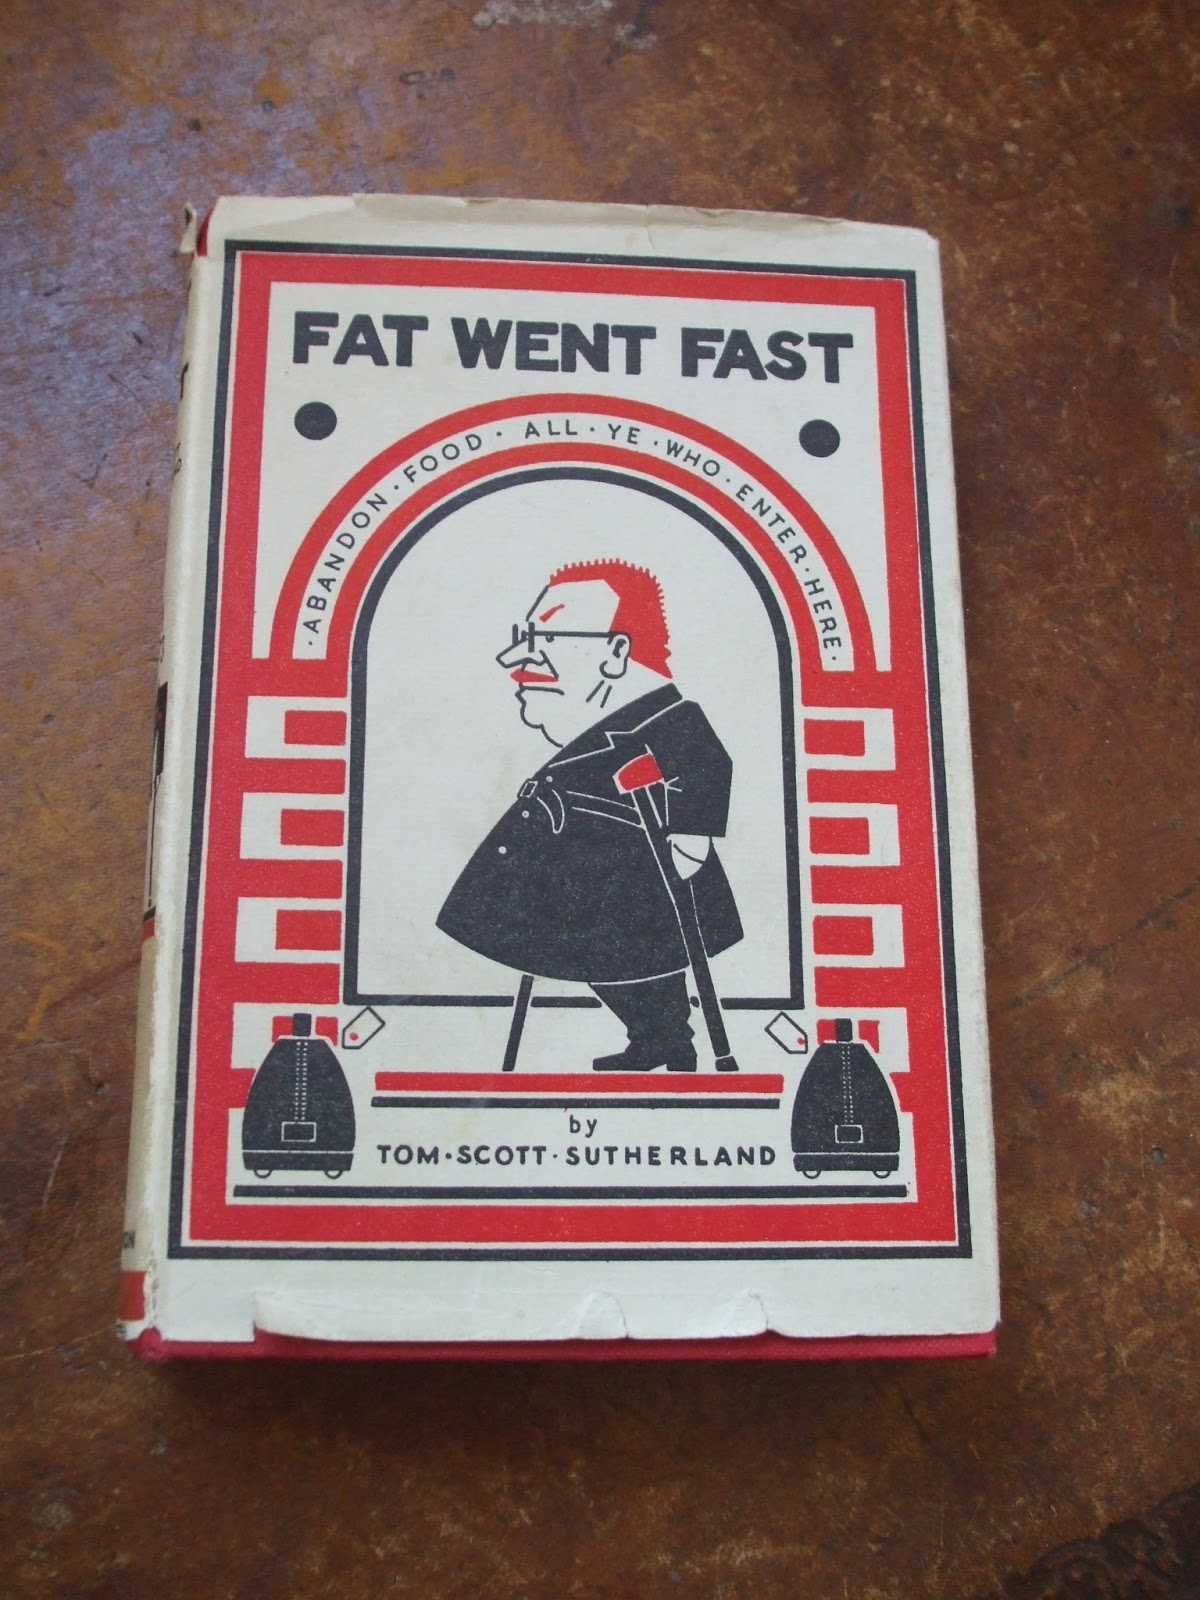 FAT WENT FAST
· ABANDON · FOOD · ALL · YE · WHO · ENTER · HERE ·
by
TOM · SCOTT · SUTHERLAND